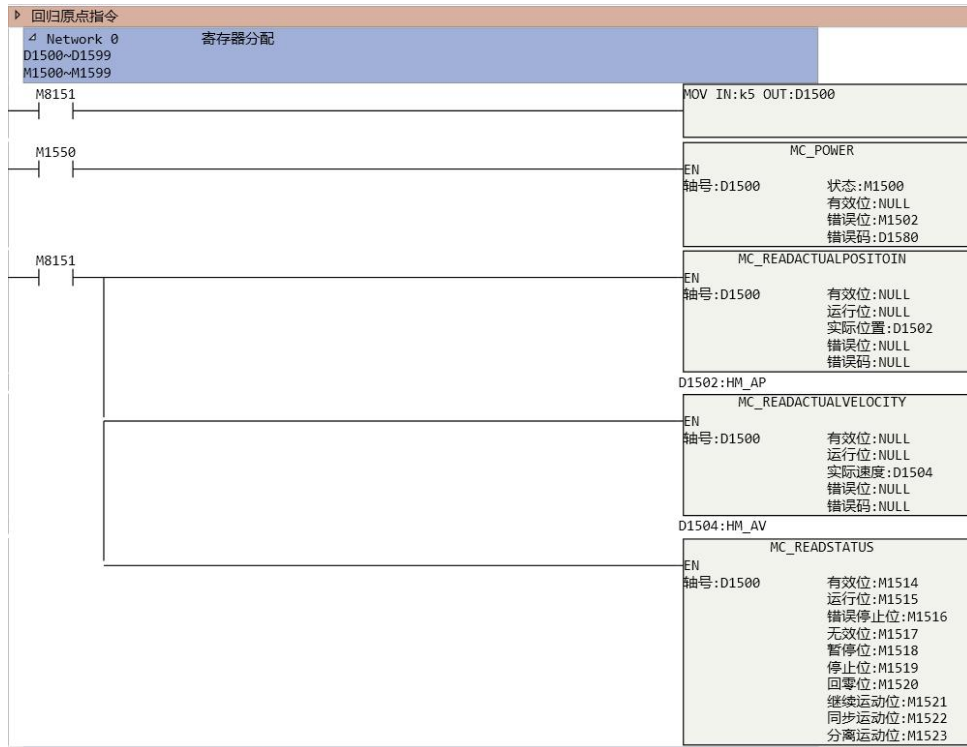 回归原点指令
Network 0 寄存器分配
D1500~D1599
M1500~M1599
M8151
MOV IN:k5 OUT:D1500
M1550
MC_POWER
EN
轴号:D1500 状态:M1500
有效位:NULL
错误位:M1502
错误码:D1580
M8151
MC_READACTUALPOSITOIN
EN
轴号:D1500 有效位:NULL
运行位:NULL
实际位置:D1502
错误位:NULL
错误码:NULL
D1502:HM_AP
MC_READACTUALVELOCITY
EN
轴号:D1500 有效位:NULL
运行位:NULL
实际速度:D1504
错误位:NULL
错误码:NULL
D1504:HM_AV
MC_READSTATUS
EN
轴号:D1500 有效位:M1514
运行位:M1515
错误停止位:M1516
无效位:M1517
暂停位:M1518
停止位:M1519
回零位:M1520
继续运动位:M1521
同步运动位:M1522
分离运动位:M1523